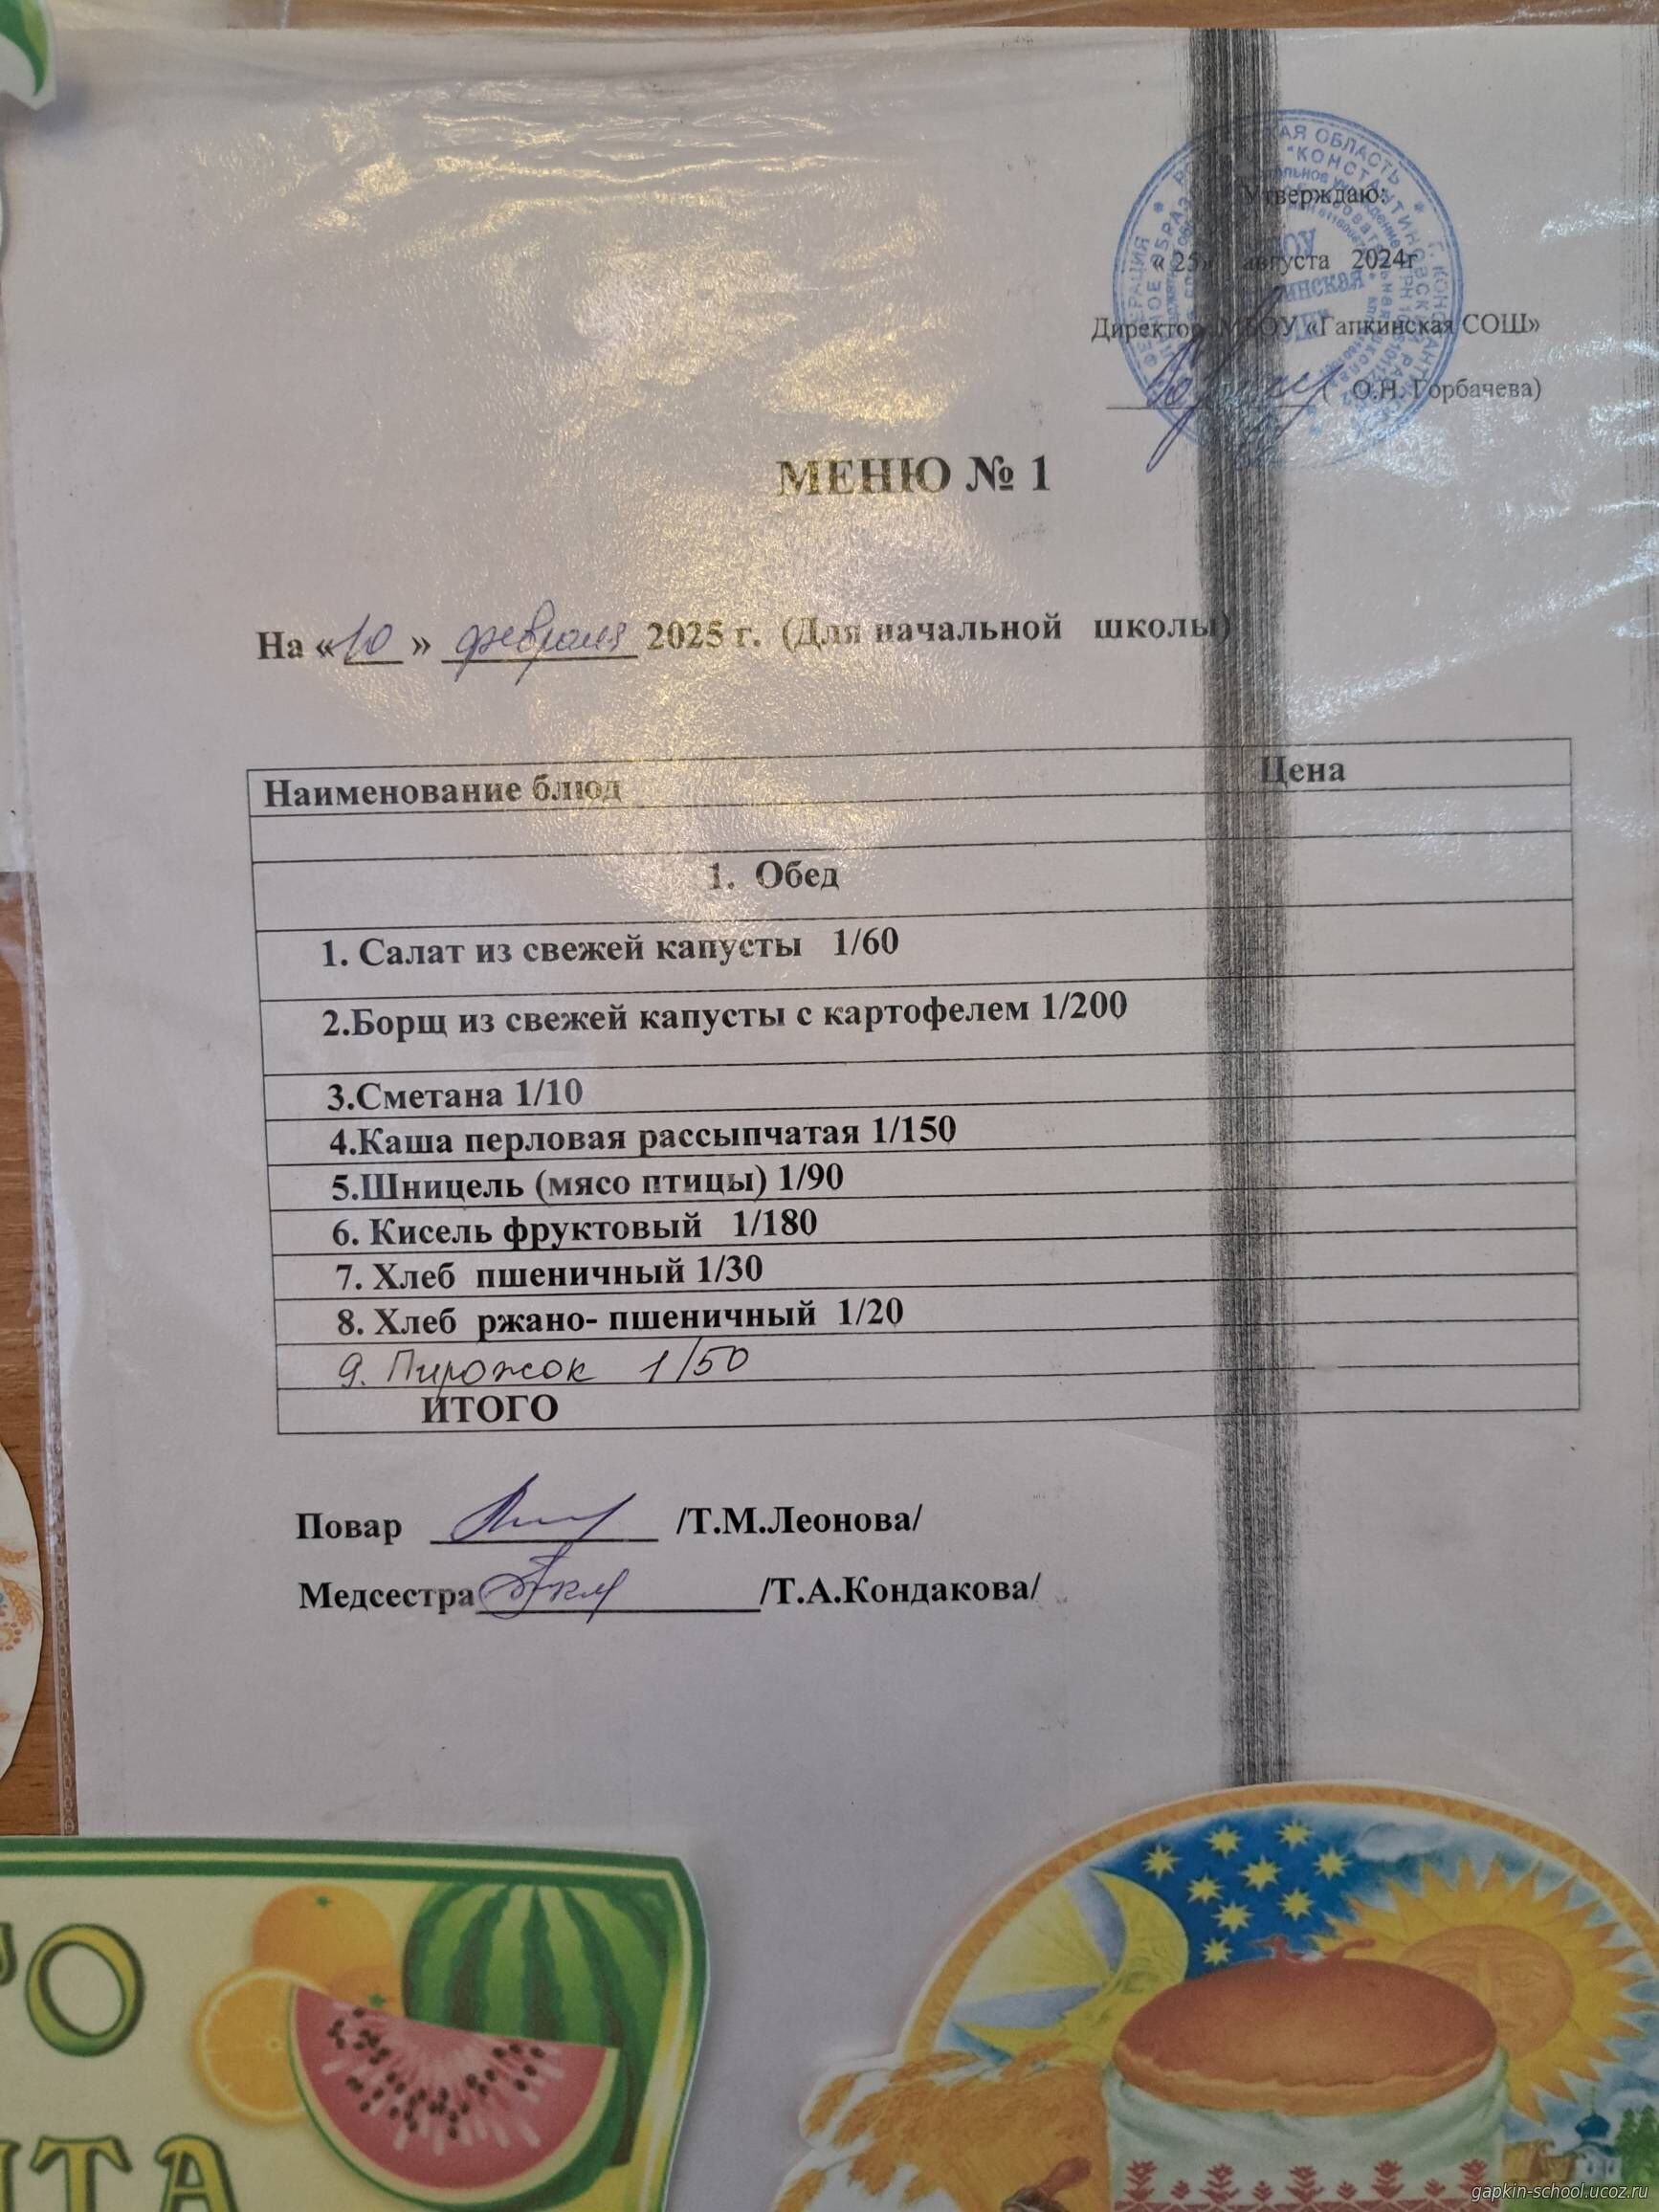 АЯ ОБЛАСТЬ
"КОНСТАНТИНОВСК
Утверждаю:
« 25» августа 2024г
Директор МБОУ «Гапкинская СОШ»
( О.Н. Горбачева)
МЕНЮ № 1
На «10» февраля 2025 г. (Для начальной школы)
Наименование блюд Цена
1. Обед
1. Салат из свежей капусты 1/60
2.Борщ из свежей капусты с картофелем 1/200
3.Сметана 1/10
4.Каша перловая рассыпчатая 1/150
5.Шницель (мясо птицы) 1/90
6. Кисель фруктовый 1/180
7. Хлеб пшеничный 1/30
8. Хлеб ржано- пшеничный 1/20
9. Пирожок 1/50
ИТОГО
Повар /Т.М.Леонова/
Медсестра /Т.А.Кондакова/
gapkin-school.ucoz.ru